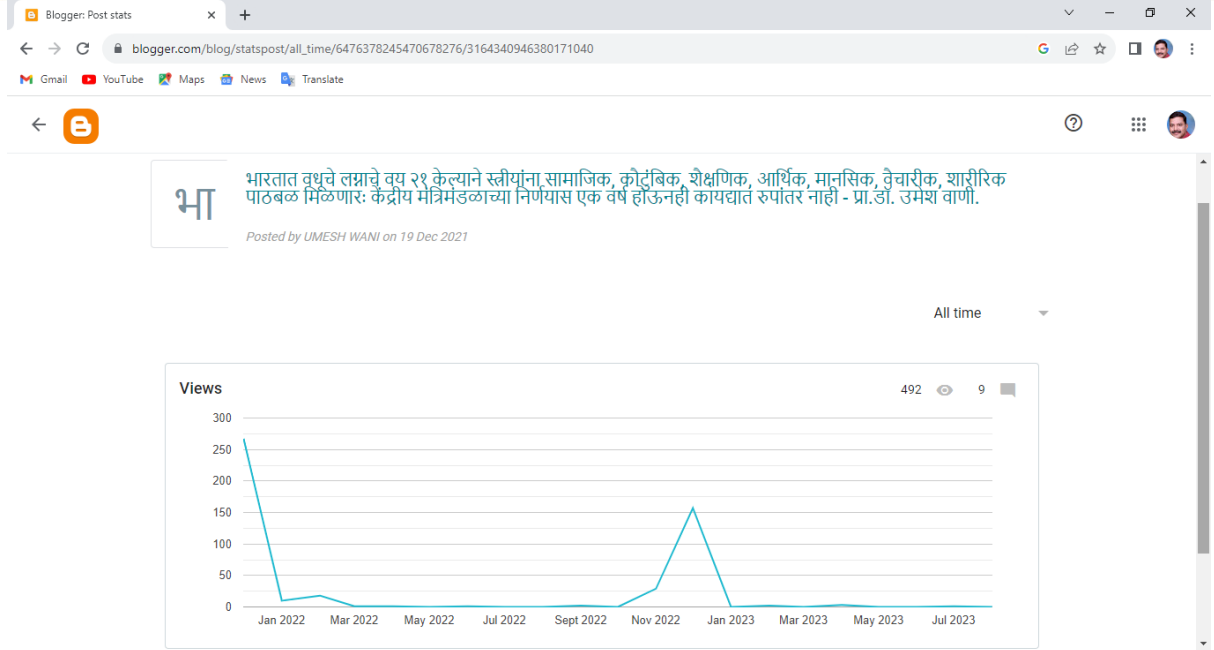 Blogger: Post stats
blogger.com/blog/statspost/all_time/6476378245470678276/3164340946380171040
Gmail YouTube Maps News Translate
भा
भारतात वधूचे लग्नाचे वय २१ केल्याने स्त्रीयांना सामाजिक, कौटुंबिक, शैक्षणिक, आर्थिक, मानसिक, वैचारीक, शारीरिक
पाठबळ मिळणारः केंद्रीय मंत्रिमंडळाच्या निर्णयास एक वर्ष होऊनही कायद्यात रुपांतर नाही - प्रा.डॉ. उमेश वाणी.
Posted by UMESH WANI on 19 Dec 2021
All time
Views 492 9
300
250
200
150
100
50
0
Jan 2022 Mar 2022 May 2022 Jul 2022 Sept 2022 Nov 2022 Jan 2023 Mar 2023 May 2023 Jul 2023